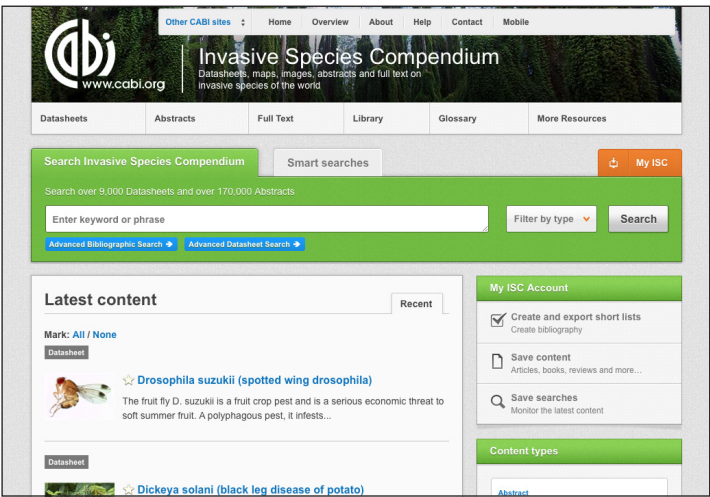 Other CABI sites
Home
Overview
About
Help
Contact
Mobile
cabi
www.cabi.org
Invasive Species Compendium
Datasheets, maps, images, abstracts and full text on
invasive species of the world
Datasheets
Abstracts
Full Text
Library
Glossary
More Resources
Search Invasive Species Compendium
Smart searches
My ISC
Search over 9,000 Datasheets and over 170,000 Abstracts
Enter keyword or phrase
Filter by type
Search
Advanced Bibliographic Search →
Advanced Datasheet Search →
Latest content
Recent
Mark: All / None
Datasheet
Drosophila suzukii (spotted wing drosophila)
The fruit fly D. suzukii is a fruit crop pest and is a serious economic threat to
soft summer fruit. A polyphagous pest, it infests...
Datasheet
Dickeya solani (black leg disease of potato)
My ISC Account
Create and export short lists
Create bibliography
Save content
Articles, books, reviews and more...
Save searches
Monitor the latest content
Content types
Abstract